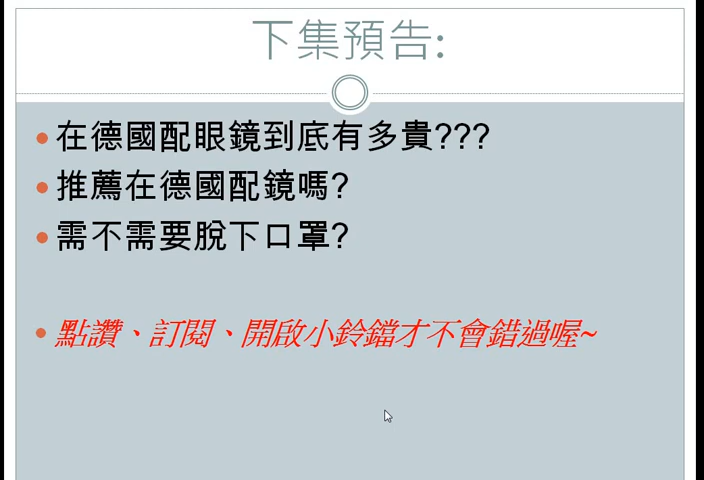 下集預告:
在德國配眼鏡到底有多貴???
推薦在德國配鏡嗎?
需不需要脫下口罩?
點讚、訂閱、開啟小鈴鐺才不會錯過喔~